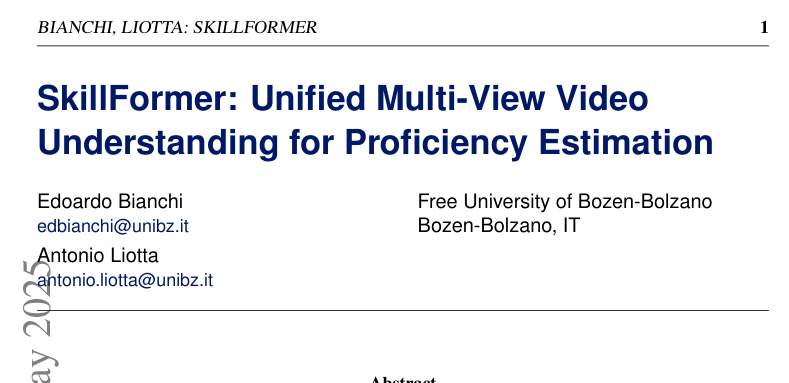 BIANCHI, LIOTTA: SKILLFORMER 1
SkillFormer: Unified Multi-View Video
Understanding for Proficiency Estimation
Edoardo Bianchi
edbianchi@unibz.it
Antonio Liotta
antonio.liotta@unibz.it
Free University of Bozen-Bolzano
Bozen-Bolzano, IT
2025
Abstract